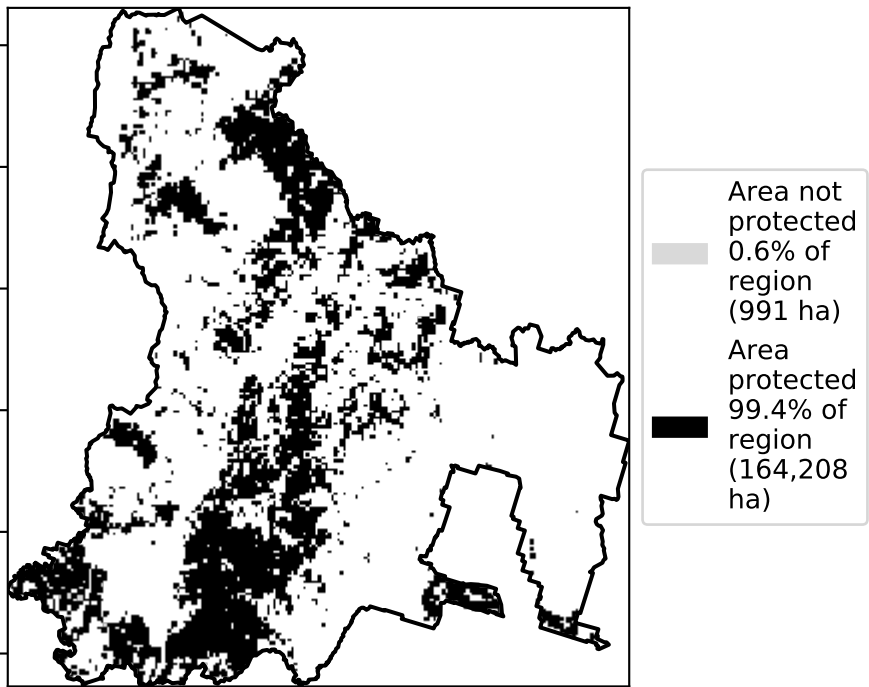 Area not
protected
0.6% of
region
(991 ha)
Area
protected
99.4% of
region
(164,208
ha)